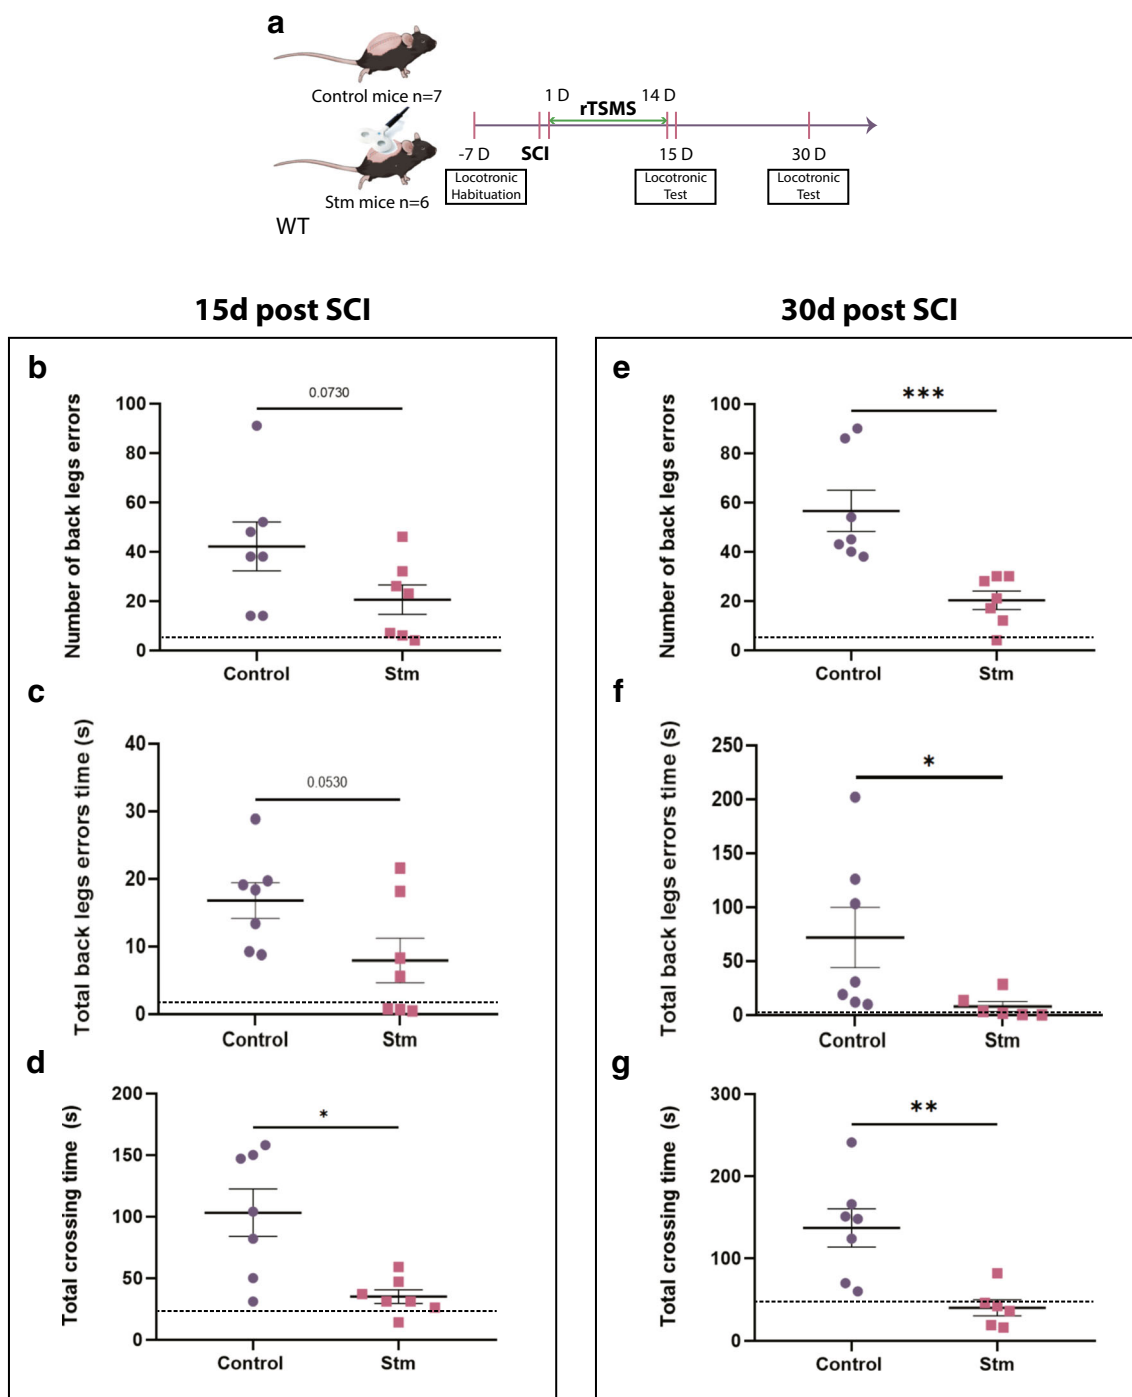 a
Control mice n=7
Stm mice n=6
WT
1 D
14 D
rTSMS
-7 D
SCI
15 D
30 D
Locotronic
Habituation
Locotronic
Test
Locotronic
Test
15d post SCI
b
Number of back legs errors
100
80
60
40
20
0
0.0730
Control
Stm
c
Total back legs errors time (s)
40
30
20
10
0
0.0530
Control
Stm
d
Total crossing time (s)
200
150
100
50
0
*
Control
Stm
30d post SCI
e
Number of back legs errors
100
80
60
40
20
0
***
Control
Stm
f
Total back legs errors time (s)
250
200
150
100
50
0
*
Control
Stm
g
Total crossing time (s)
300
200
100
0
**
Control
Stm